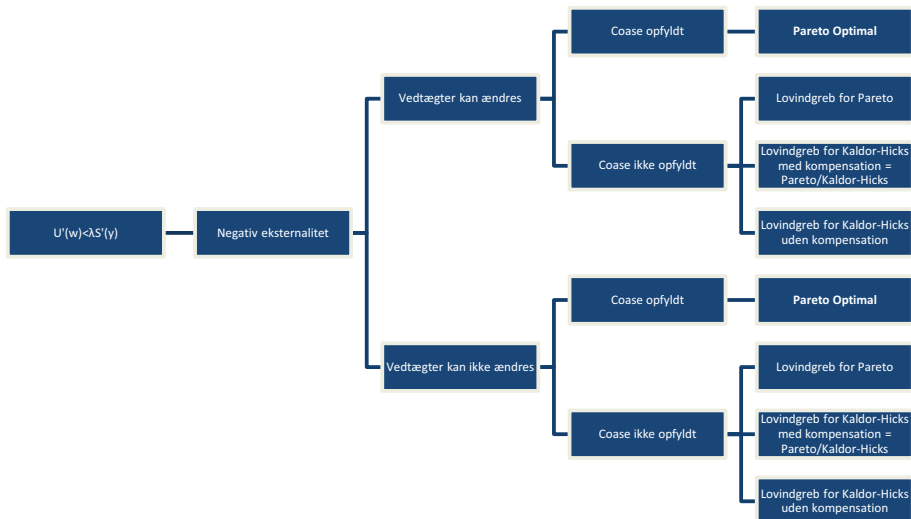 U'(w)<λS'(y)
Negativ eksternalitet
Vedtægter kan ændres
Coase opfyldt
Pareto Optimal
Coase ikke opfyldt
Lovindgreb for Pareto
Lovindgreb for Kaldor-Hicks
med kompensation =
Pareto/Kaldor-Hicks
Lovindgreb for Kaldor-Hicks
uden kompensation
Vedtægter kan ikke ændres
Coase opfyldt
Pareto Optimal
Coase ikke opfyldt
Lovindgreb for Pareto
Lovindgreb for Kaldor-Hicks
med kompensation =
Pareto/Kaldor-Hicks
Lovindgreb for Kaldor-Hicks
uden kompensation